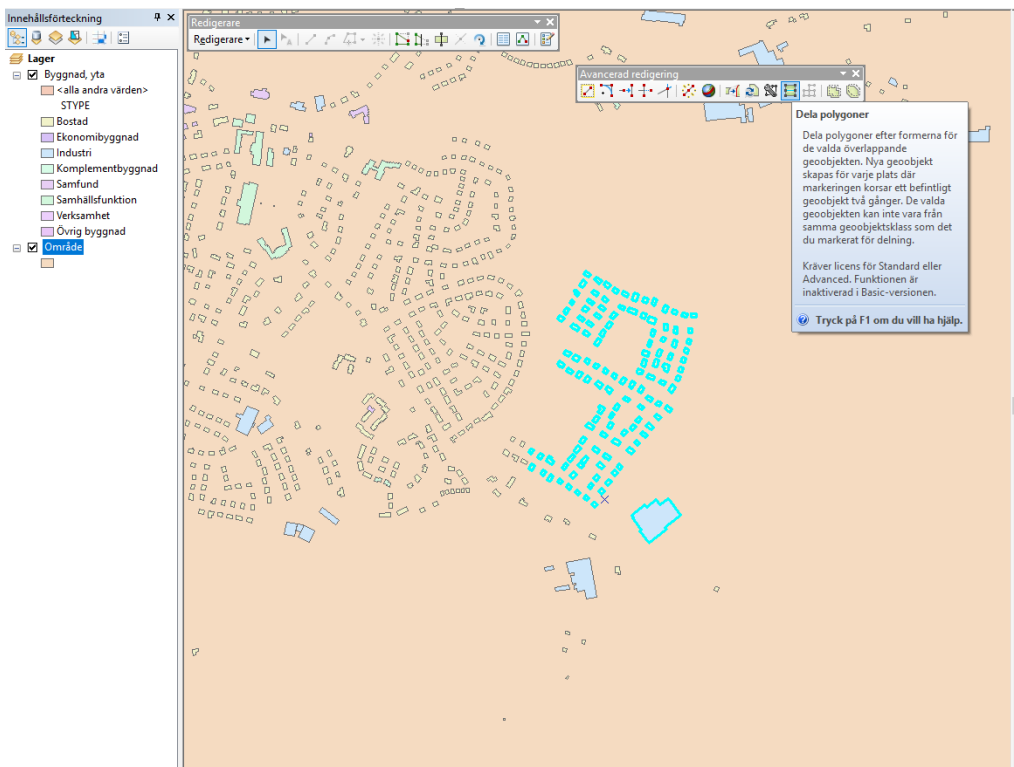 Innehållsförteckning
Lager
Byggnad, yta
<alla andra värden>
STYPE
Bostad
Ekonomibyggnad
Industri
Komplementbyggnad
Samfund
Samhällsfunktion
Verksamhet
Övrig byggnad
Område
Redigerare
Redigerare
Avancerad redigering
Dela polygoner
Dela polygoner efter formerna för
de valda överlappande
geoobjekten. Nya geoobjekt
skapas för varje plats där
markeringen korsar ett befintligt
geoobjekt två gånger. De valda
geoobjekten kan inte vara från
samma geoobjektsklass som det
du markerat för delning.
Kräver licens för Standard eller
Advanced. Funktionen är
inaktiverad i Basic-versionen.
Tryck på F1 om du vill ha hjälp.